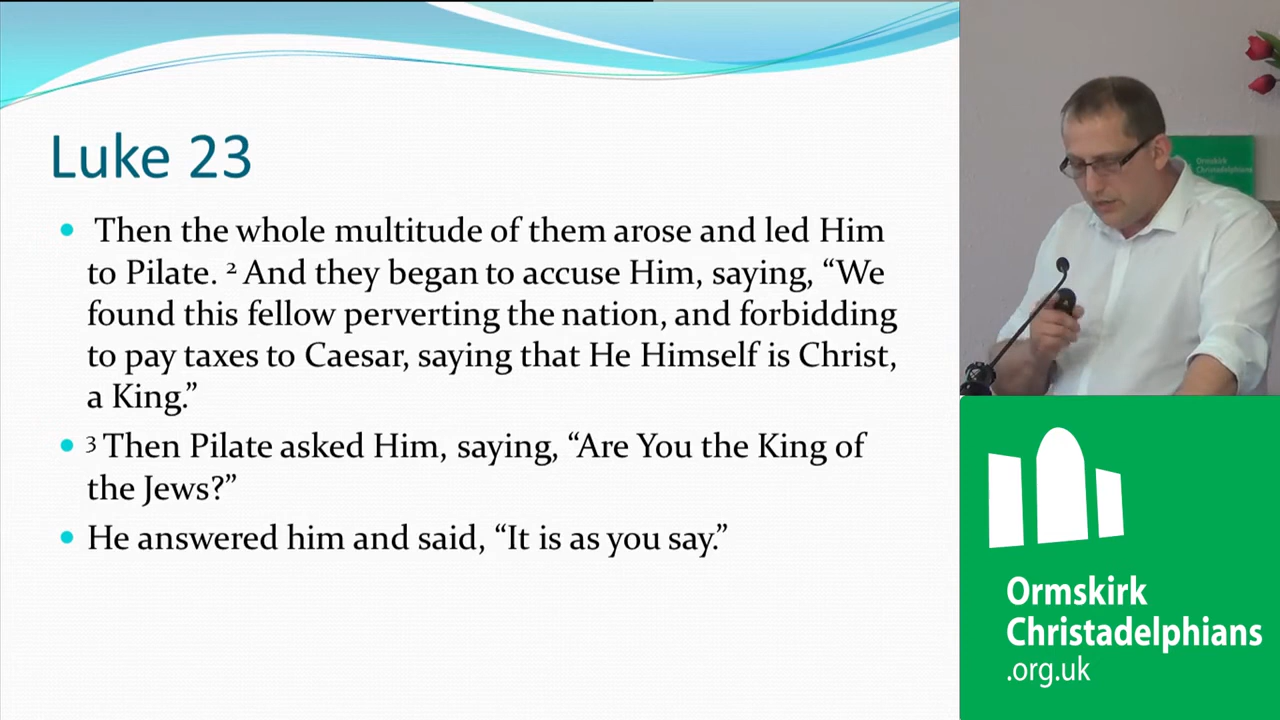 Luke 23
Then the whole multitude of them arose and led Him
to Pilate. ² And they began to accuse Him, saying, “We
found this fellow perverting the nation, and forbidding
to pay taxes to Caesar, saying that He Himself is Christ,
a King.”
³ Then Pilate asked Him, saying, “Are You the King of
the Jews?”
He answered him and said, “It is as you say.”
Ormskirk
Christadelphians
Ormskirk
Christadelphians
.org.uk